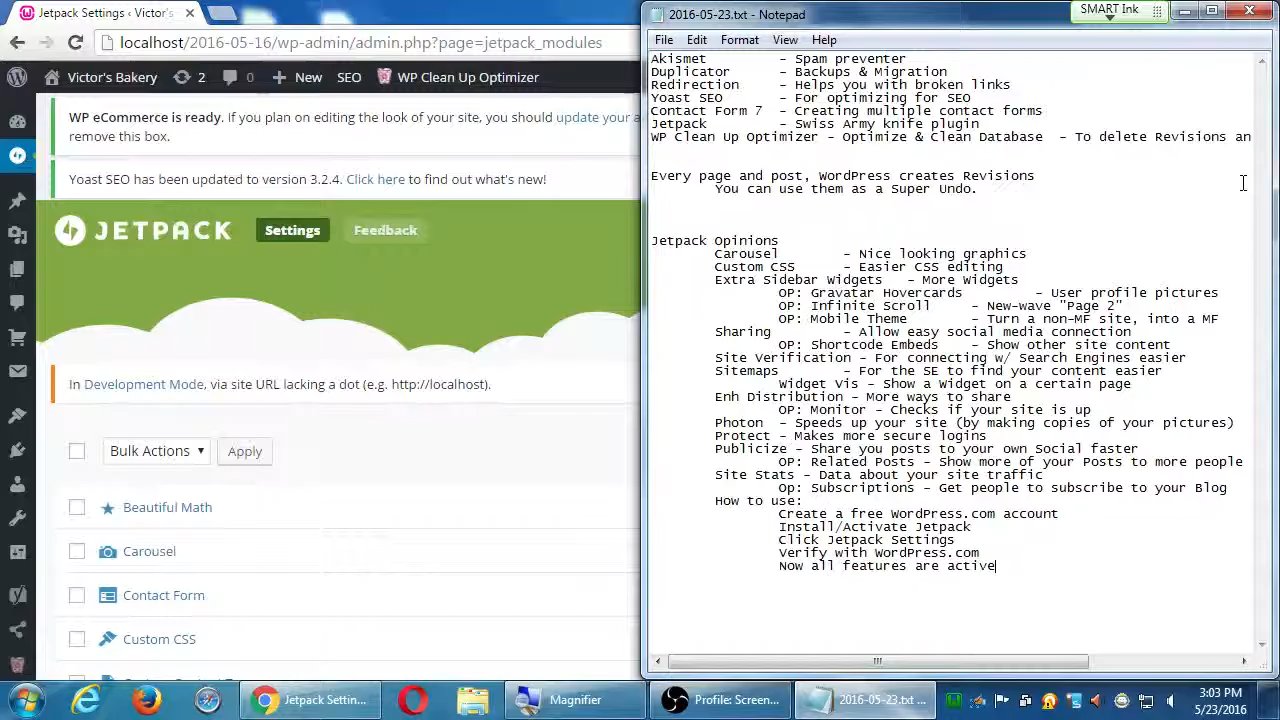 Jetpack Settings ‹ Victor's
localhost/2016-05-16/wp-admin/admin.php?page=jetpack_modules
Victor's Bakery 2 0 New SEO WP Clean Up Optimizer
WP eCommerce is ready. If you plan on editing the look of your site, you should update your a
remove this box.
Yoast SEO has been updated to version 3.2.4. Click here to find out what's new!
JETPACK Settings Feedback
In Development Mode, via site URL lacking a dot (e.g. http://localhost).
Bulk Actions Apply
Beautiful Math
Carousel
Contact Form
Custom CSS
2016-05-23.txt - Notepad
SMART Ink
File Edit Format View Help
Akismet - Spam preventer
Duplicator - Backups & Migration
Redirection - Helps you with broken links
Yoast SEO - For optimizing for SEO
Contact Form 7 - Creating multiple contact forms
Jetpack - Swiss Army knife plugin
WP Clean Up Optimizer - Optimize & Clean Database - To delete Revisions an
Every page and post, WordPress creates Revisions
You can use them as a Super Undo.
Jetpack Opinions
Carousel - Nice looking graphics
Custom CSS - Easier CSS editing
Extra Sidebar Widgets - More Widgets
OP: Gravatar Hovercards - User profile pictures
OP: Infinite Scroll - New-wave "Page 2"
OP: Mobile Theme - Turn a non-MF site, into a MF
Sharing - Allow easy social media connection
OP: Shortcode Embeds - Show other site content
Site Verification - For connecting w/ Search Engines easier
Sitemaps - For the SE to find your content easier
Widget Vis - Show a Widget on a certain page
Enh Distribution - More ways to share
OP: Monitor - Checks if your site is up
Photon - Speeds up your site (by making copies of your pictures)
Protect - Makes more secure logins
Publicize - Share you posts to your own Social faster
OP: Related Posts - Show more of your Posts to more people
Site Stats - Data about your site traffic
Op: Subscriptions - Get people to subscribe to your Blog
How to use:
Create a free WordPress.com account
Install/Activate Jetpack
Click Jetpack Settings
Verify with WordPress.com
Now all features are active
Jetpack Settin... Magnifier Profile: Screen... 2016-05-23.txt ...
3:03 PM
5/23/2016